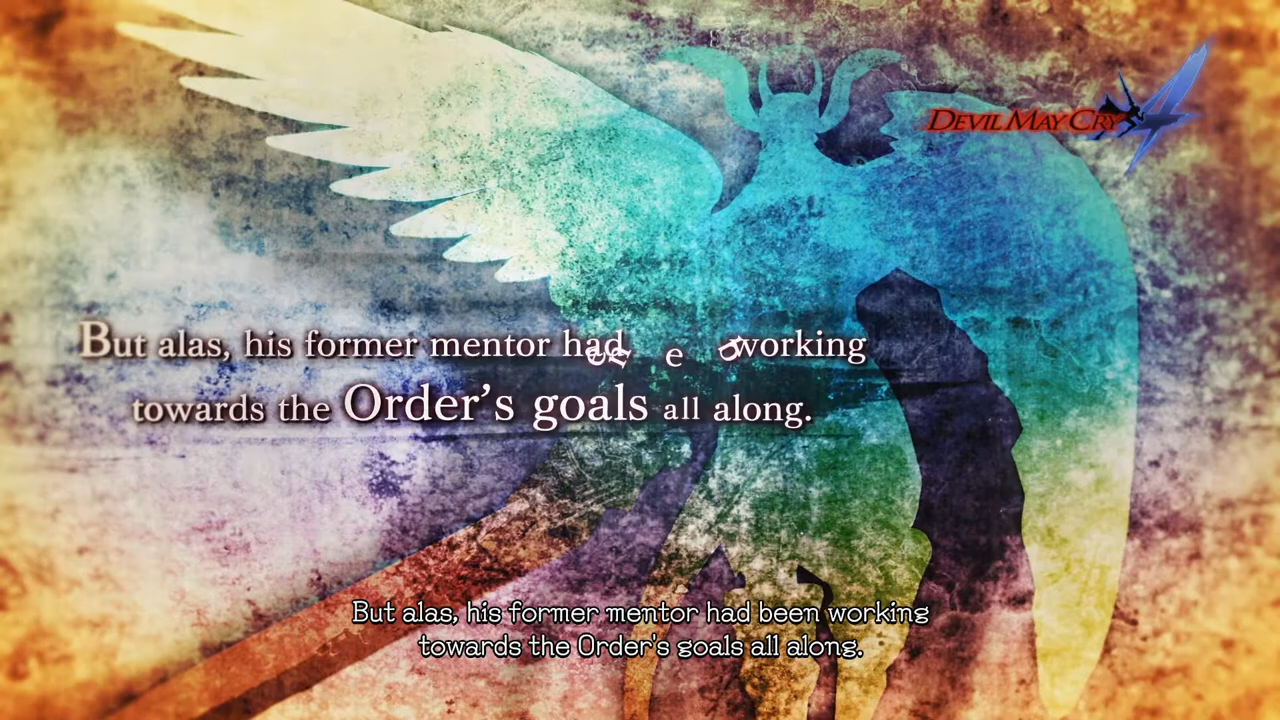 DEVIL MAY CRY 4
But alas, his former mentor had been working
towards the Order's goals all along.
But alas, his former mentor had been working
towards the Order's goals all along.